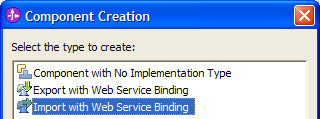 Component Creation
Select the type to create:
Component with No Implementation Type
Export with Web Service Binding
Import with Web Service Binding